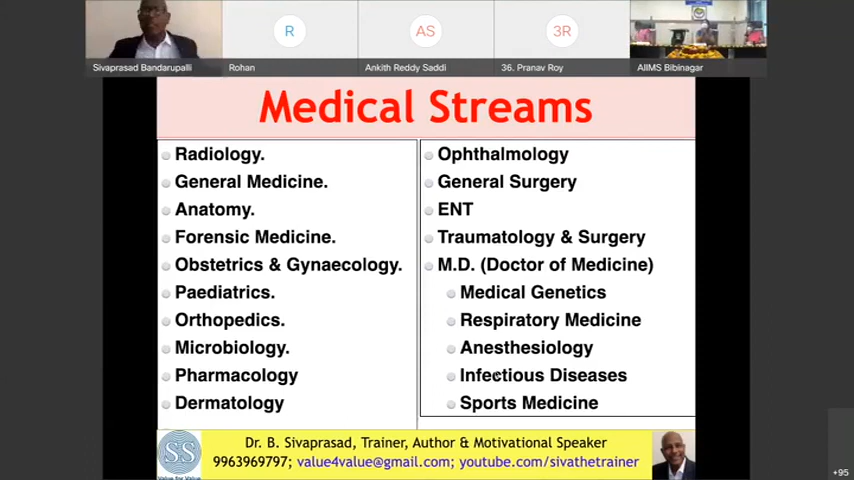 R
AS
3R
Sivaprasad Bandarupalli
Rohan
Ankith Reddy Saddi
36. Pranav Roy
AIIMS Bibinagar
Medical Streams
Radiology.
General Medicine.
Anatomy.
Forensic Medicine.
Obstetrics & Gynaecology.
Paediatrics.
Orthopedics.
Microbiology.
Pharmacology
Dermatology
Ophthalmology
General Surgery
ENT
Traumatology & Surgery
M.D. (Doctor of Medicine)
Medical Genetics
Respiratory Medicine
Anesthesiology
Infectious Diseases
Sports Medicine
SS
Value for Value
Dr. B. Sivaprasad, Trainer, Author & Motivational Speaker
9963969797; value4value@gmail.com; youtube.com/sivathetrainer
+95